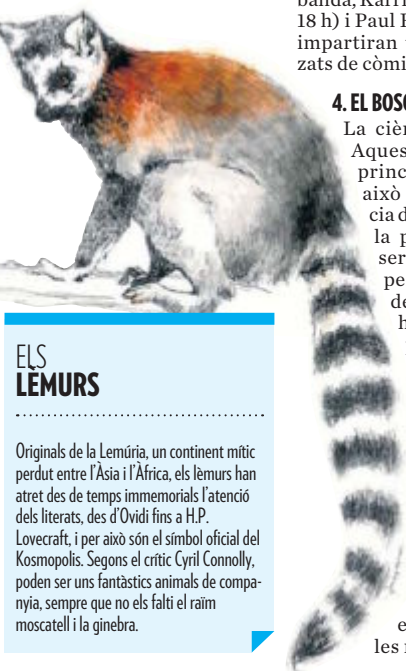 banda, Karri
18 h) i Paul
impartiran
zats de còmi
4. EL BOSC
La cièn
Aques
princ
això
cia d
la p
ser
pe
de
h
ELS
LÈMURS
Originals de la Lemúria, un continent mític
perdut entre l'Àsia i l'Àfrica, els lèmurs han
atret des de temps immemorials l'atenció
dels literats, des d'Ovidi fins a H.P.
Lovecraft, i per això són el símbol oficial del
Kosmopolis. Segons el crític Cyril Connolly,
poden ser uns fantàstics animals de compa-
nyia, sempre que no els falti el raïm
moscatell i la ginebra.
e
les